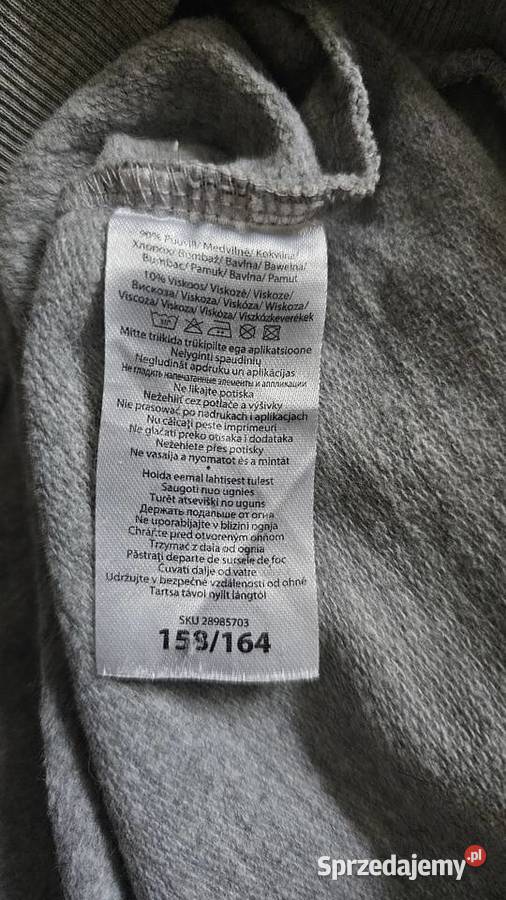 90% Puuvill/ Medvilnė/ Kokvilna/
Хлопок/ Bombaž/ Bavlna/ Bawełna/
Bumbac/ Pamuk/ Bavlna/ Pamut
10% Viskoos/ Viskozė/ Viskoze/
Вискоза/ Viskoza/ Viskóza/ Wiskoza/
Viscoza/ Viskoza/ Viskóza/ Viszkózkeverékek
Mitte triikida trükipilte ega aplikatsioone
Nelyginti spaudinių
Negludināt apdruku un aplikācijas
Не гладить напечатанные элементы и аппликации
Ne likajte potiska
Nežehlit cez potlače a výšivky
Nie prasować po nadrukach i aplikacjach
Nu călcaţi peste imprimeuri
Ne glačati preko otisaka i dodataka
Nežehlete přes potisky
Ne vasalja a nyomatot és a mintát
•
Hoida eemal lahtisest tulest
Saugoti nuo ugnies
Turēt atsevišķi no uguns
Держать подальше от огня
Ne uporabljajte v bližini ognja
Chráňte pred otvoreným ohňom
Trzymać z dala od ognia
Păstraţi departe de sursele de foc
Čuvati dalje od vatre
Udržujte v bezpečné vzdálenosti od ohně
Tartsa távol nyílt lángtól
SKU 28985703
158/164
Sprzedajemy.pl